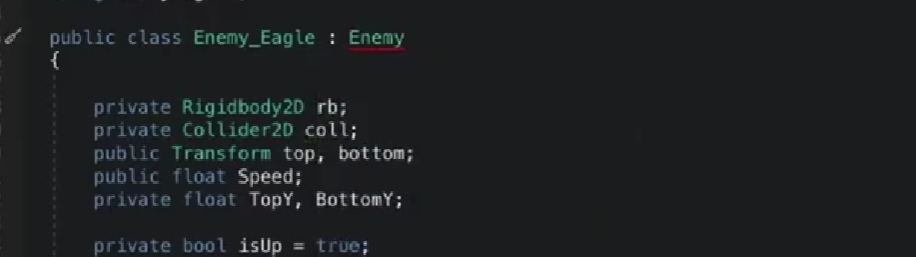 public class Enemy_Eagle : Enemy
{
private Rigidbody2D rb;
private Collider2D coll;
public Transform top, bottom;
public float Speed;
private float TopY, BottomY;
private bool isUp = true;